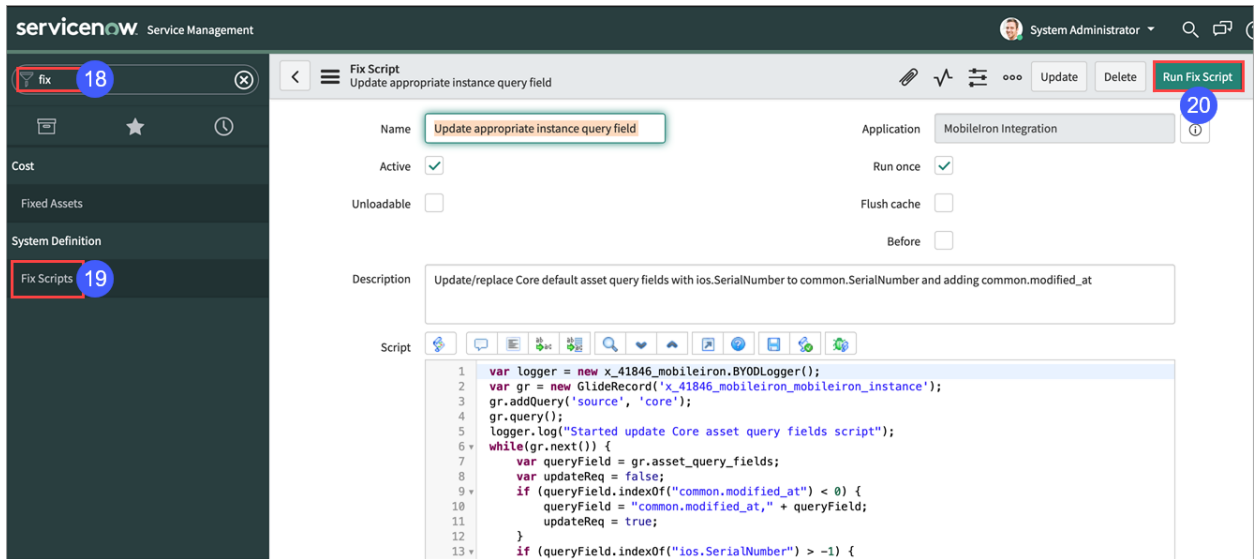 servicenow. Service Management
System Administrator
fix
18
Fix Script
Update appropriate instance query field
Update
Delete
Run Fix Script
20
Cost
Fixed Assets
System Definition
Fix Scripts
19
Name
Update appropriate instance query field
Application
MobileIron Integration
Active
Run once
Unloadable
Flush cache
Before
Description
Update/replace Core default asset query fields with ios.SerialNumber to common.SerialNumber and adding common.modified_at
Script
1 var logger = new x_41846_mobileiron.BYODLogger();
2 var gr = new GlideRecord('x_41846_mobileiron_mobileiron_instance');
3 gr.addQuery('source', 'core');
4 gr.query();
5 logger.log("Started update Core asset query fields script");
6 while(gr.next()) {
7 var queryField = gr.asset_query_fields;
8 var updateReq = false;
9 if (queryField.indexOf("common.modified_at") < 0) {
10 queryField = "common.modified_at," + queryField;
11 updateReq = true;
12 }
13 if (queryField.indexOf("ios.SerialNumber") > -1) {